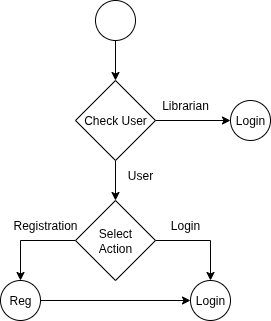 Librarian
Check User
Login
User
Registration
Login
Select
Action
Reg
Login